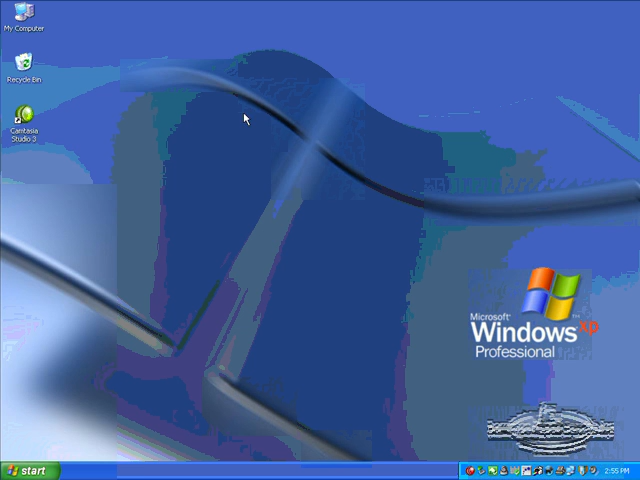 My Computer
Recycle Bin
Camtasia
Studio 3
Microsoft
Windows xp
Professional
start
2:55 PM